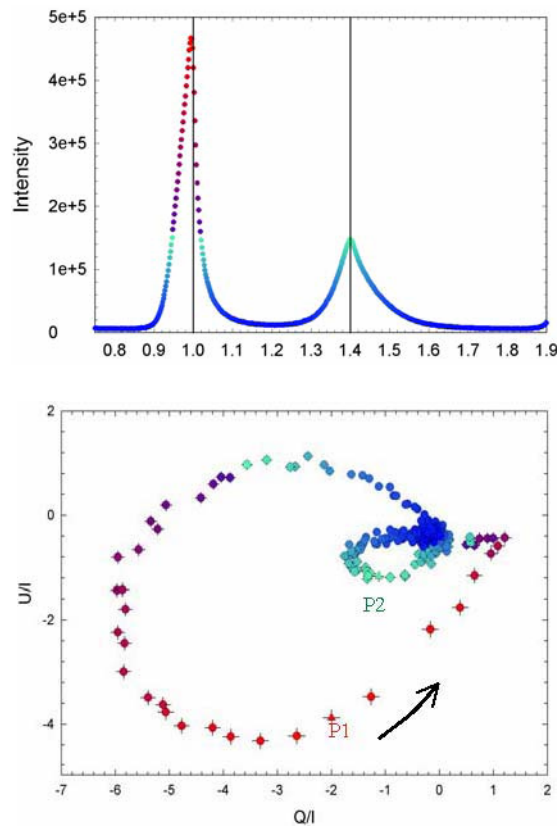 5e+5
4e+5
3e+5
2e+5
1e+5
0
Intensity
0.8 0.9 1.0 1.1 1.2 1.3 1.4 1.5 1.6 1.7 1.8 1.9
2
0
-2
-4
U/I
P2
P1
-7 -6 -5 -4 -3 -2 -1 0 1 2
Q/I